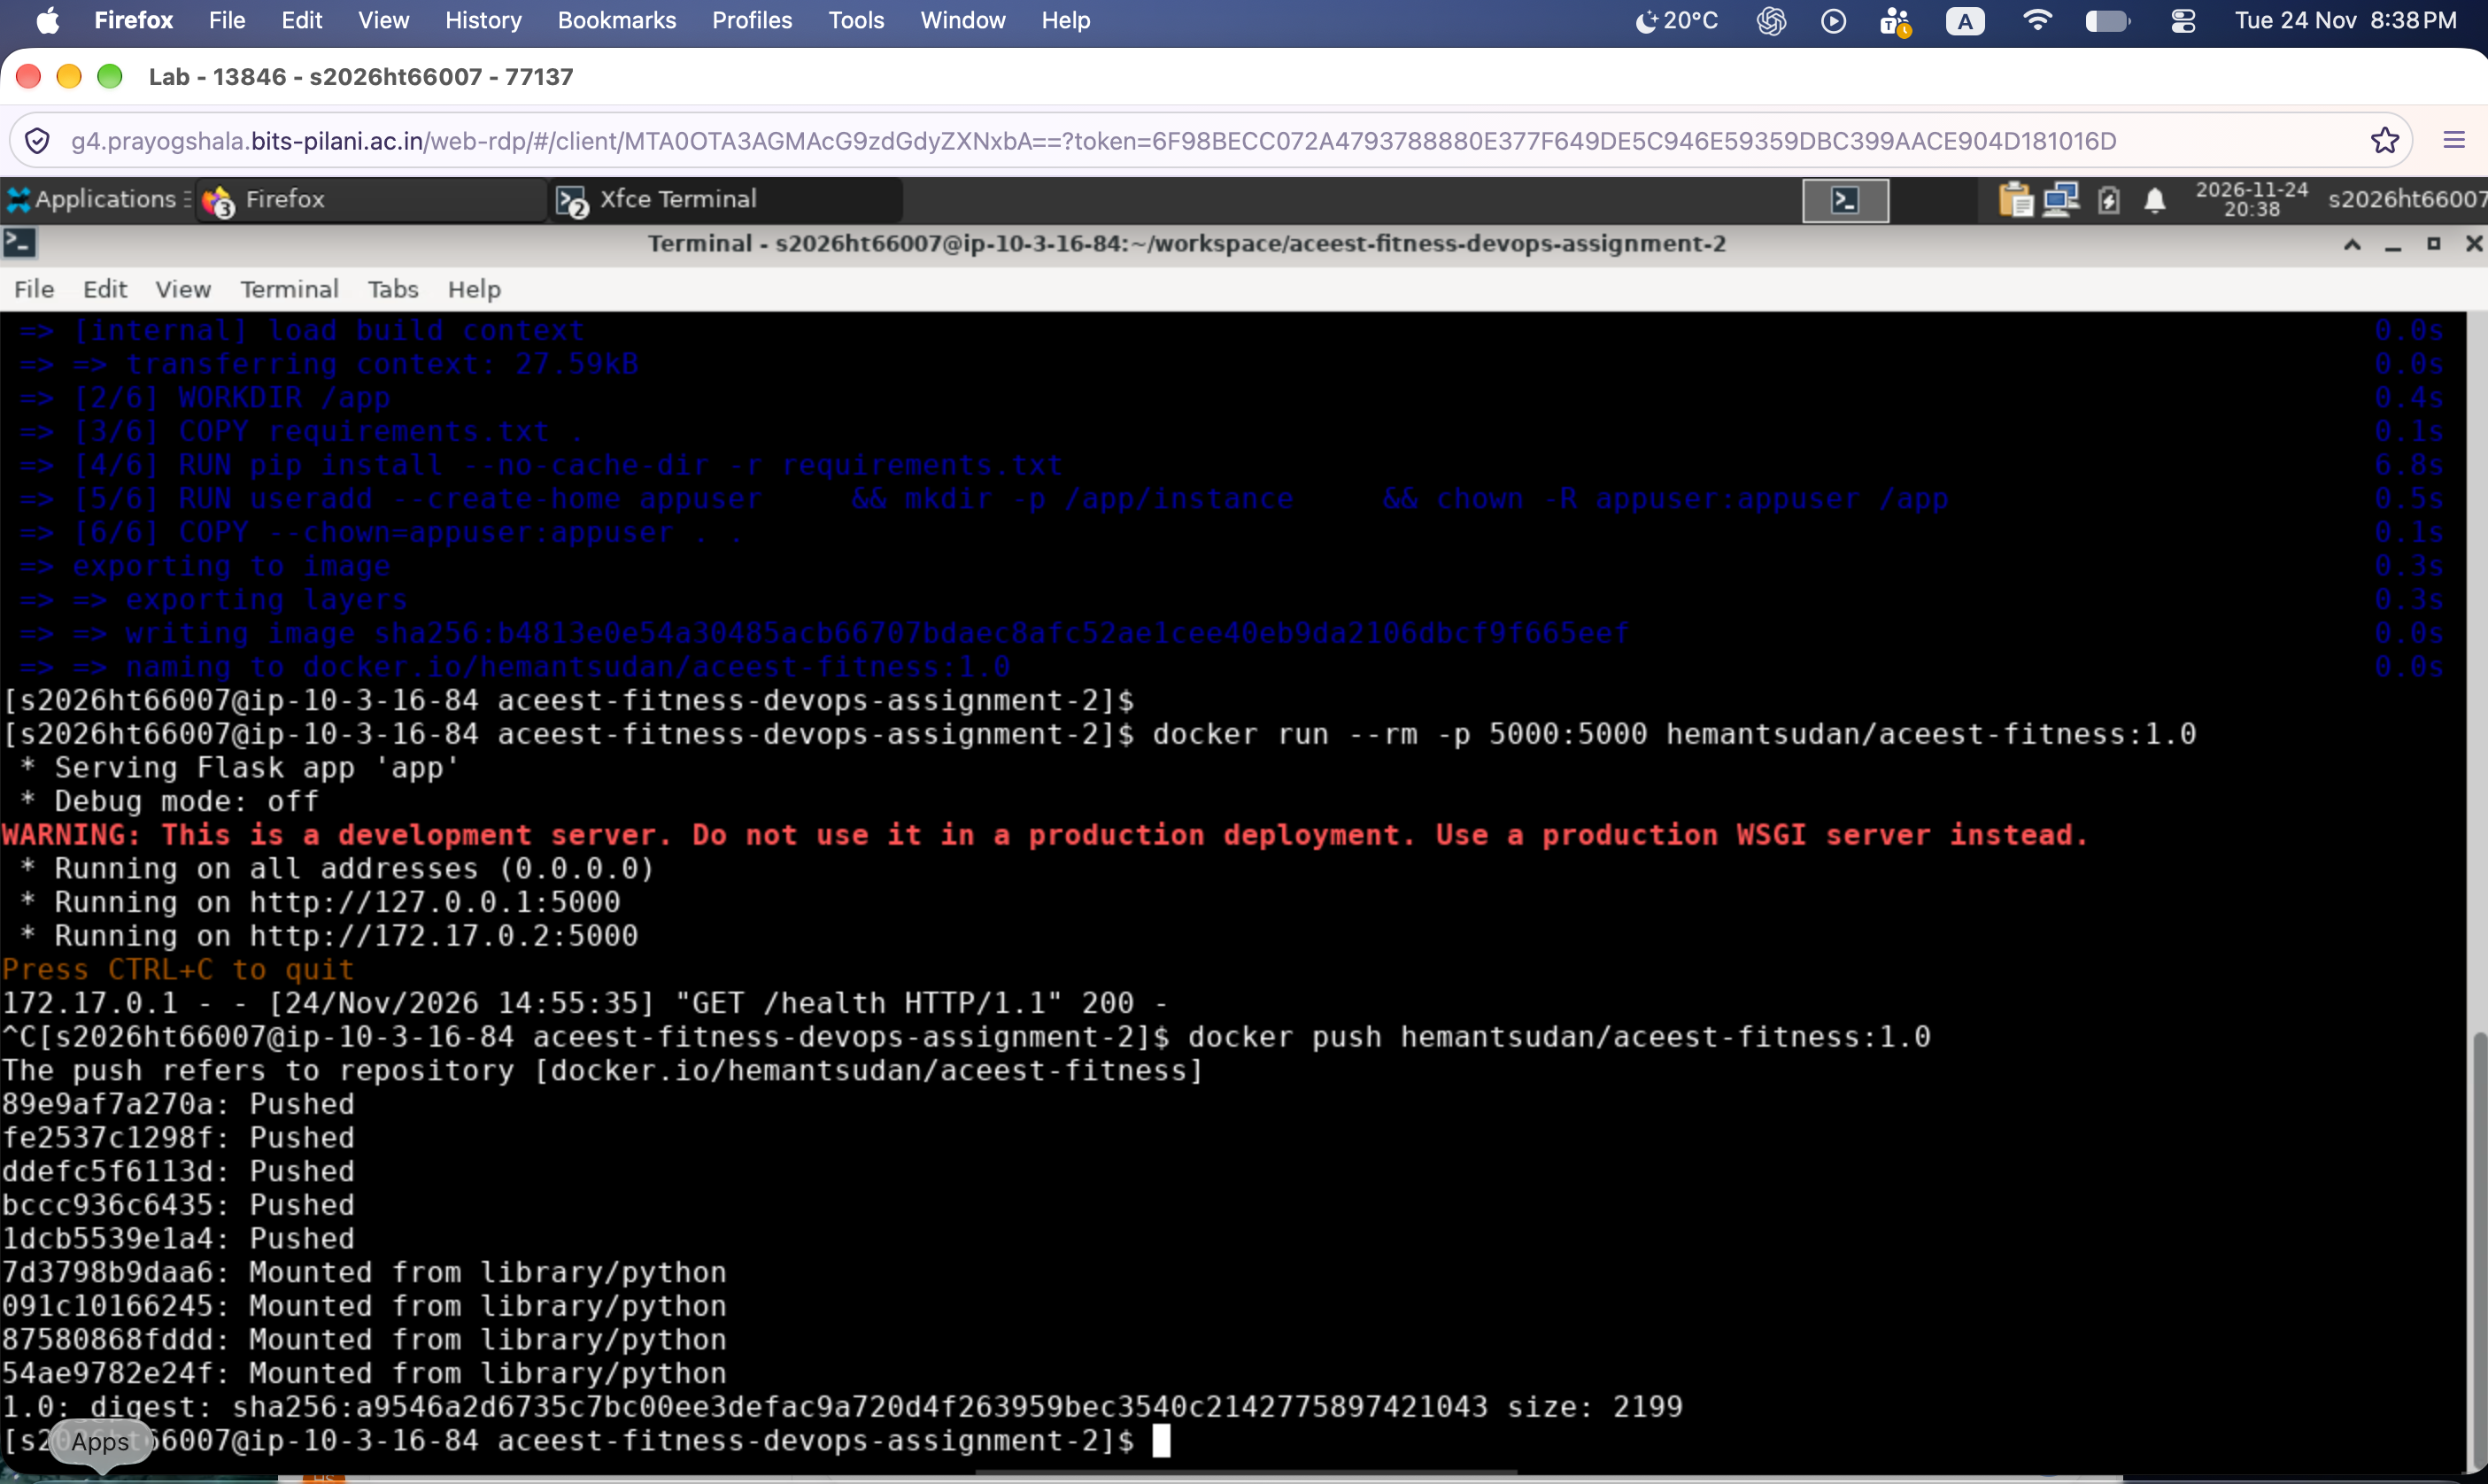 Firefox File Edit View History Bookmarks Profiles Tools Window Help 20°C A Tue 24 Nov 8:38 PM
Lab - 13846 - s2026ht66007 - 77137
g4.prayogshala.bits-pilani.ac.in/web-rdp/#/client/MTA0OTA3AGMAcG9zdGdyZXNxbA==?token=6F98BECC072A4793788880E377F649DE5C946E59359DBC399AACE904D181016D
Applications Firefox 3 Xfce Terminal 2 2026-11-24 20:38 s2026ht66007
Terminal - s2026ht66007@ip-10-3-16-84:~/workspace/aceest-fitness-devops-assignment-2
File Edit View Terminal Tabs Help
=> [internal] load build context 0.0s
=> => transferring context: 27.59kB 0.0s
=> [2/6] WORKDIR /app 0.4s
=> [3/6] COPY requirements.txt . 0.1s
=> [4/6] RUN pip install --no-cache-dir -r requirements.txt 6.8s
=> [5/6] RUN useradd --create-home appuser     && mkdir -p /app/instance     && chown -R appuser:appuser /app 0.5s
=> [6/6] COPY --chown=appuser:appuser . . 0.1s
=> exporting to image 0.3s
=> => exporting layers 0.3s
=> => writing image sha256:b4813e0e54a30485acb66707bdaec8afc52ae1cee40eb9da2106dbcf9f665eef 0.0s
=> => naming to docker.io/hemantsudan/aceest-fitness:1.0 0.0s
[s2026ht66007@ip-10-3-16-84 aceest-fitness-devops-assignment-2]$
[s2026ht66007@ip-10-3-16-84 aceest-fitness-devops-assignment-2]$ docker run --rm -p 5000:5000 hemantsudan/aceest-fitness:1.0
* Serving Flask app 'app'
* Debug mode: off
WARNING: This is a development server. Do not use it in a production deployment. Use a production WSGI server instead.
* Running on all addresses (0.0.0.0)
* Running on http://127.0.0.1:5000
* Running on http://172.17.0.2:5000
Press CTRL+C to quit
172.17.0.1 - - [24/Nov/2026 14:55:35] "GET /health HTTP/1.1" 200 -
^C[s2026ht66007@ip-10-3-16-84 aceest-fitness-devops-assignment-2]$ docker push hemantsudan/aceest-fitness:1.0
The push refers to repository [docker.io/hemantsudan/aceest-fitness]
89e9af7a270a: Pushed
fe2537c1298f: Pushed
ddefc5f6113d: Pushed
bccc936c6435: Pushed
1dcb5539e1a4: Pushed
7d3798b9daa6: Mounted from library/python
091c10166245: Mounted from library/python
87580868fddd: Mounted from library/python
54ae9782e24f: Mounted from library/python
1.0: digest: sha256:a9546a2d6735c7bc00ee3defac9a720d4f263959bec3540c2142775897421043 size: 2199
[s2026ht66007@ip-10-3-16-84 aceest-fitness-devops-assignment-2]$
Apps